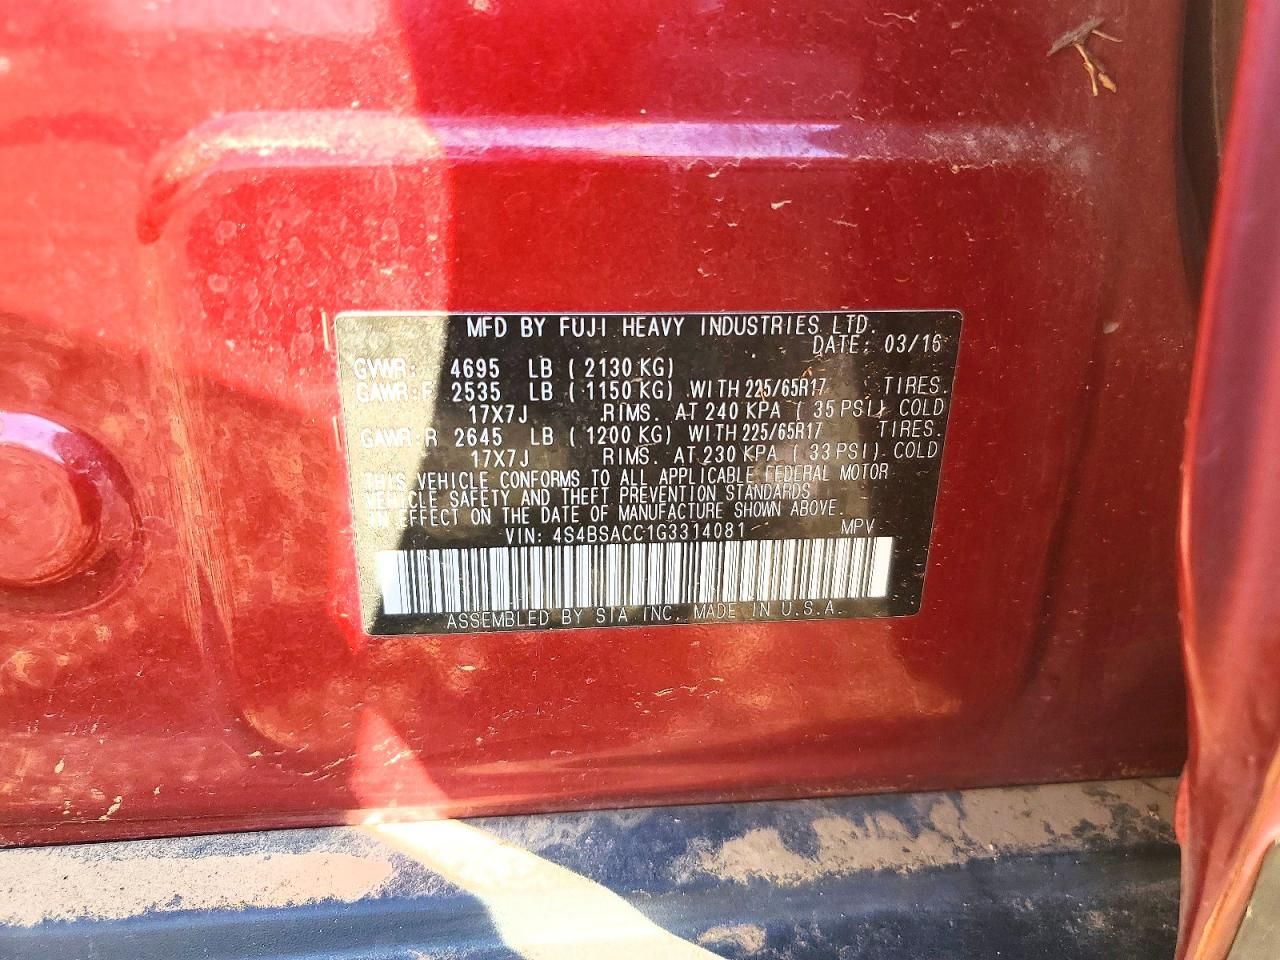 MFD BY FUJI HEAVY INDUSTRIES LTD.
DATE: 03/16
GVWR: 4695 LB ( 2130 KG)
GAWR:F 2535 LB ( 1150 KG) WITH 225/65R17 TIRES.
17X7J RIMS. AT 240 KPA ( 35 PSI) COLD
GAWR:R 2645 LB ( 1200 KG) WITH 225/65R17 TIRES.
17X7J RIMS. AT 230 KPA ( 33 PSI) COLD
THIS VEHICLE CONFORMS TO ALL APPLICABLE FEDERAL MOTOR
VEHICLE SAFETY AND THEFT PREVENTION STANDARDS
IN EFFECT ON THE DATE OF MANUFACTURE SHOWN ABOVE.
VIN: 4S4BSACC1G3314081 MPV
ASSEMBLED BY SIA INC. MADE IN U.S.A.